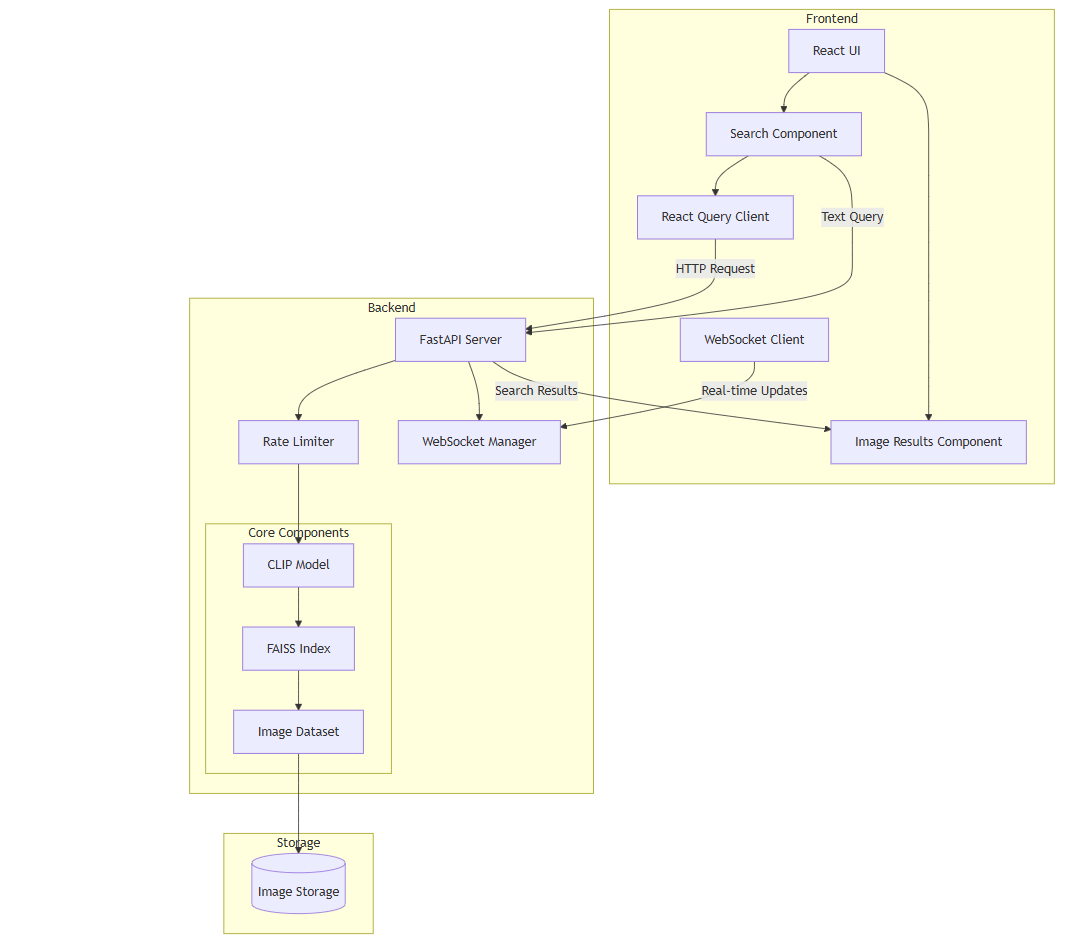 Frontend
React UI
Search Component
React Query Client
Text Query
HTTP Request
Backend
FastAPI Server
WebSocket Client
Search Results
Real-time Updates
Rate Limiter
WebSocket Manager
Image Results Component
Core Components
CLIP Model
FAISS Index
Image Dataset
Storage
Image Storage